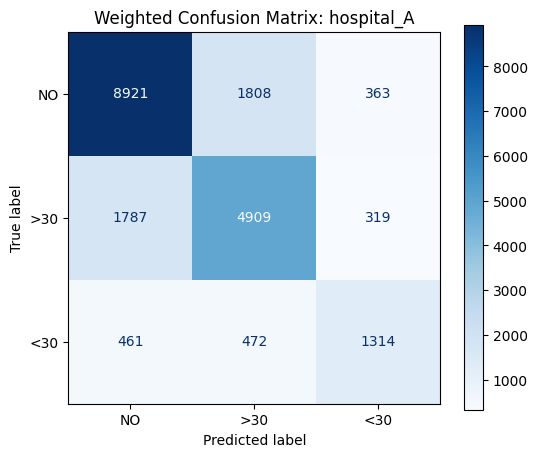 Weighted Confusion Matrix: hospital_A
True label
NO 8921 1808 363
>30 1787 4909 319
<30 461 472 1314
NO >30 <30
Predicted label
8000
7000
6000
5000
4000
3000
2000
1000